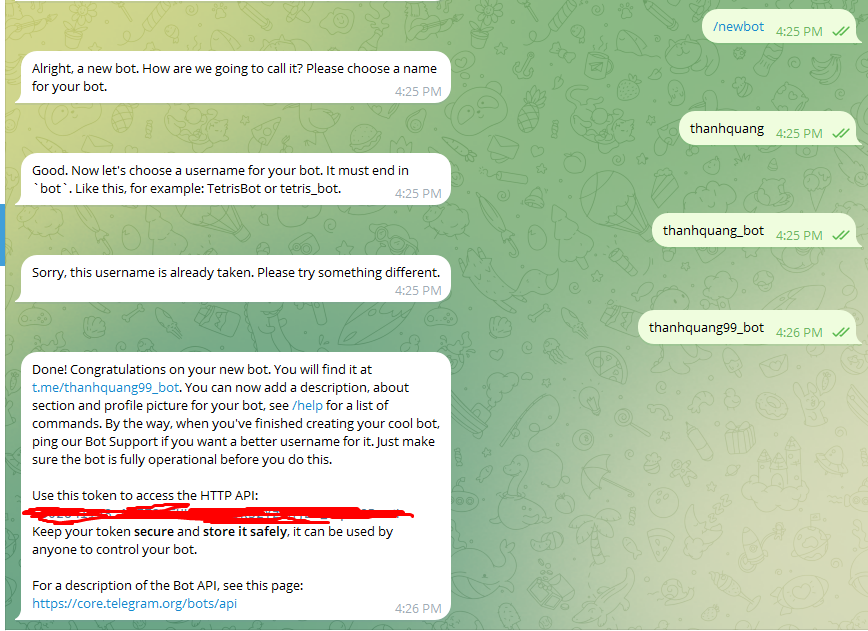 /newbot 4:25 PM
Alright, a new bot. How are we going to call it? Please choose a name
for your bot.
4:25 PM
thanhquang 4:25 PM
Good. Now let's choose a username for your bot. It must end in
`bot`. Like this, for example: TetrisBot or tetris_bot.
4:25 PM
thanhquang_bot 4:25 PM
Sorry, this username is already taken. Please try something different.
4:25 PM
thanhquang99_bot 4:26 PM
Done! Congratulations on your new bot. You will find it at
t.me/thanhquang99_bot. You can now add a description, about
section and profile picture for your bot, see /help for a list of
commands. By the way, when you've finished creating your cool bot,
ping our Bot Support if you want a better username for it. Just make
sure the bot is fully operational before you do this.
Use this token to access the HTTP API:
Keep your token secure and store it safely, it can be used by
anyone to control your bot.
For a description of the Bot API, see this page:
https://core.telegram.org/bots/api
4:26 PM